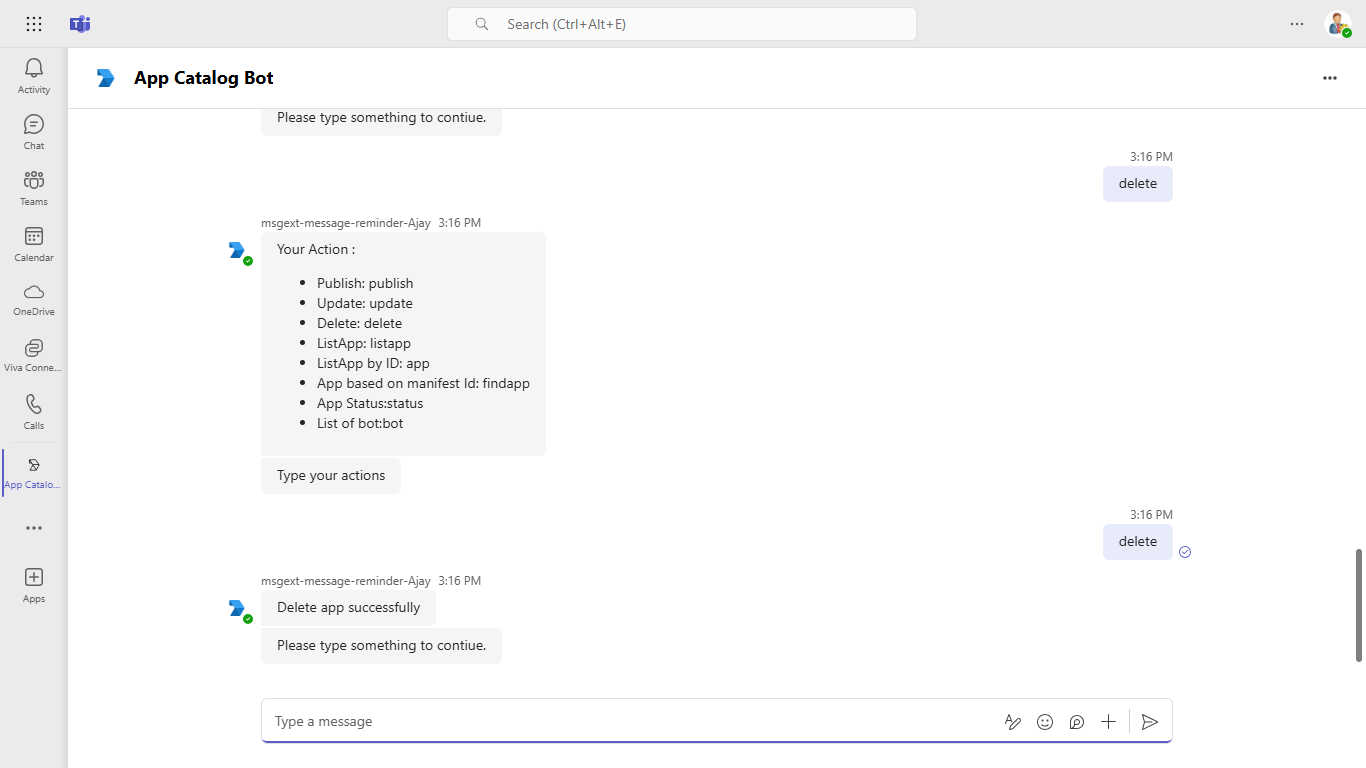 Search (Ctrl+Alt+E)
Activity
Chat
Teams
Calendar
OneDrive
Viva Conne...
Calls
App Catalo...
Apps
App Catalog Bot
Please type something to contiue.
3:16 PM
delete
msgext-message-reminder-Ajay 3:16 PM
Your Action :
• Publish: publish
• Update: update
• Delete: delete
• ListApp: listapp
• ListApp by ID: app
• App based on manifest Id: findapp
• App Status:status
• List of bot:bot
Type your actions
3:16 PM
delete
msgext-message-reminder-Ajay 3:16 PM
Delete app successfully
Please type something to contiue.
Type a message